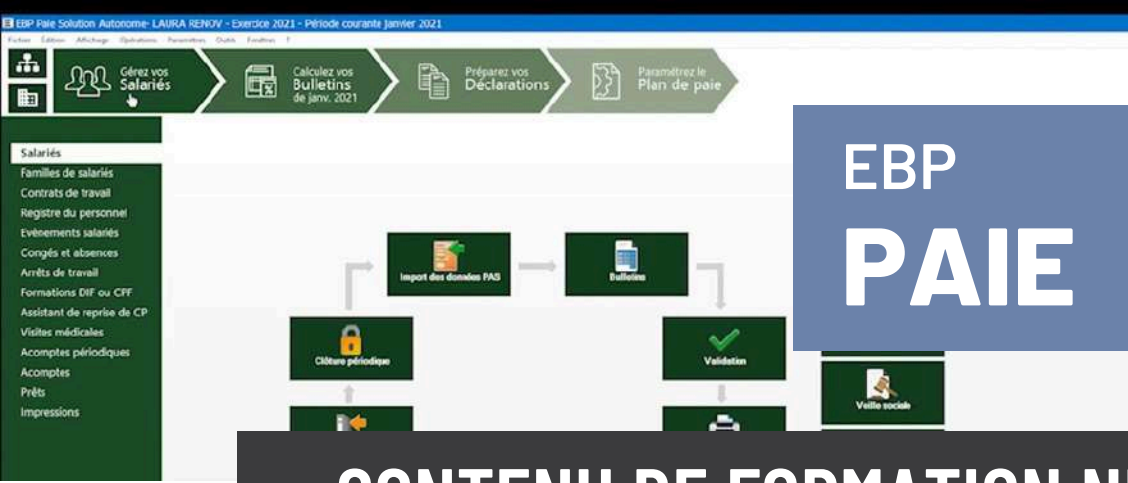 EBP Paie Solution Autonome- LAURA RENOV - Exercice 2021 - Période courante Janvier 2021
Fichier Édition Affichage Opérations Paramètres Outils Fenêtres ?
Gérez vos
Salariés
Calculez vos
Bulletins
de janv. 2021
Préparez vos
Déclarations
Paramétrez le
Plan de paie
Salariés
Familles de salariés
Contrats de travail
Registre du personnel
Evénements salariés
Congés et absences
Arrêts de travail
Formations DIF ou CPF
Assistant de reprise de CP
Visites médicales
Acomptes périodiques
Acomptes
Prêts
Impressions
Import des données PAS
Bulletins
Clôture périodique
Validation
Veille sociale
EBP
PAIE
CONTENU DE FORMATION